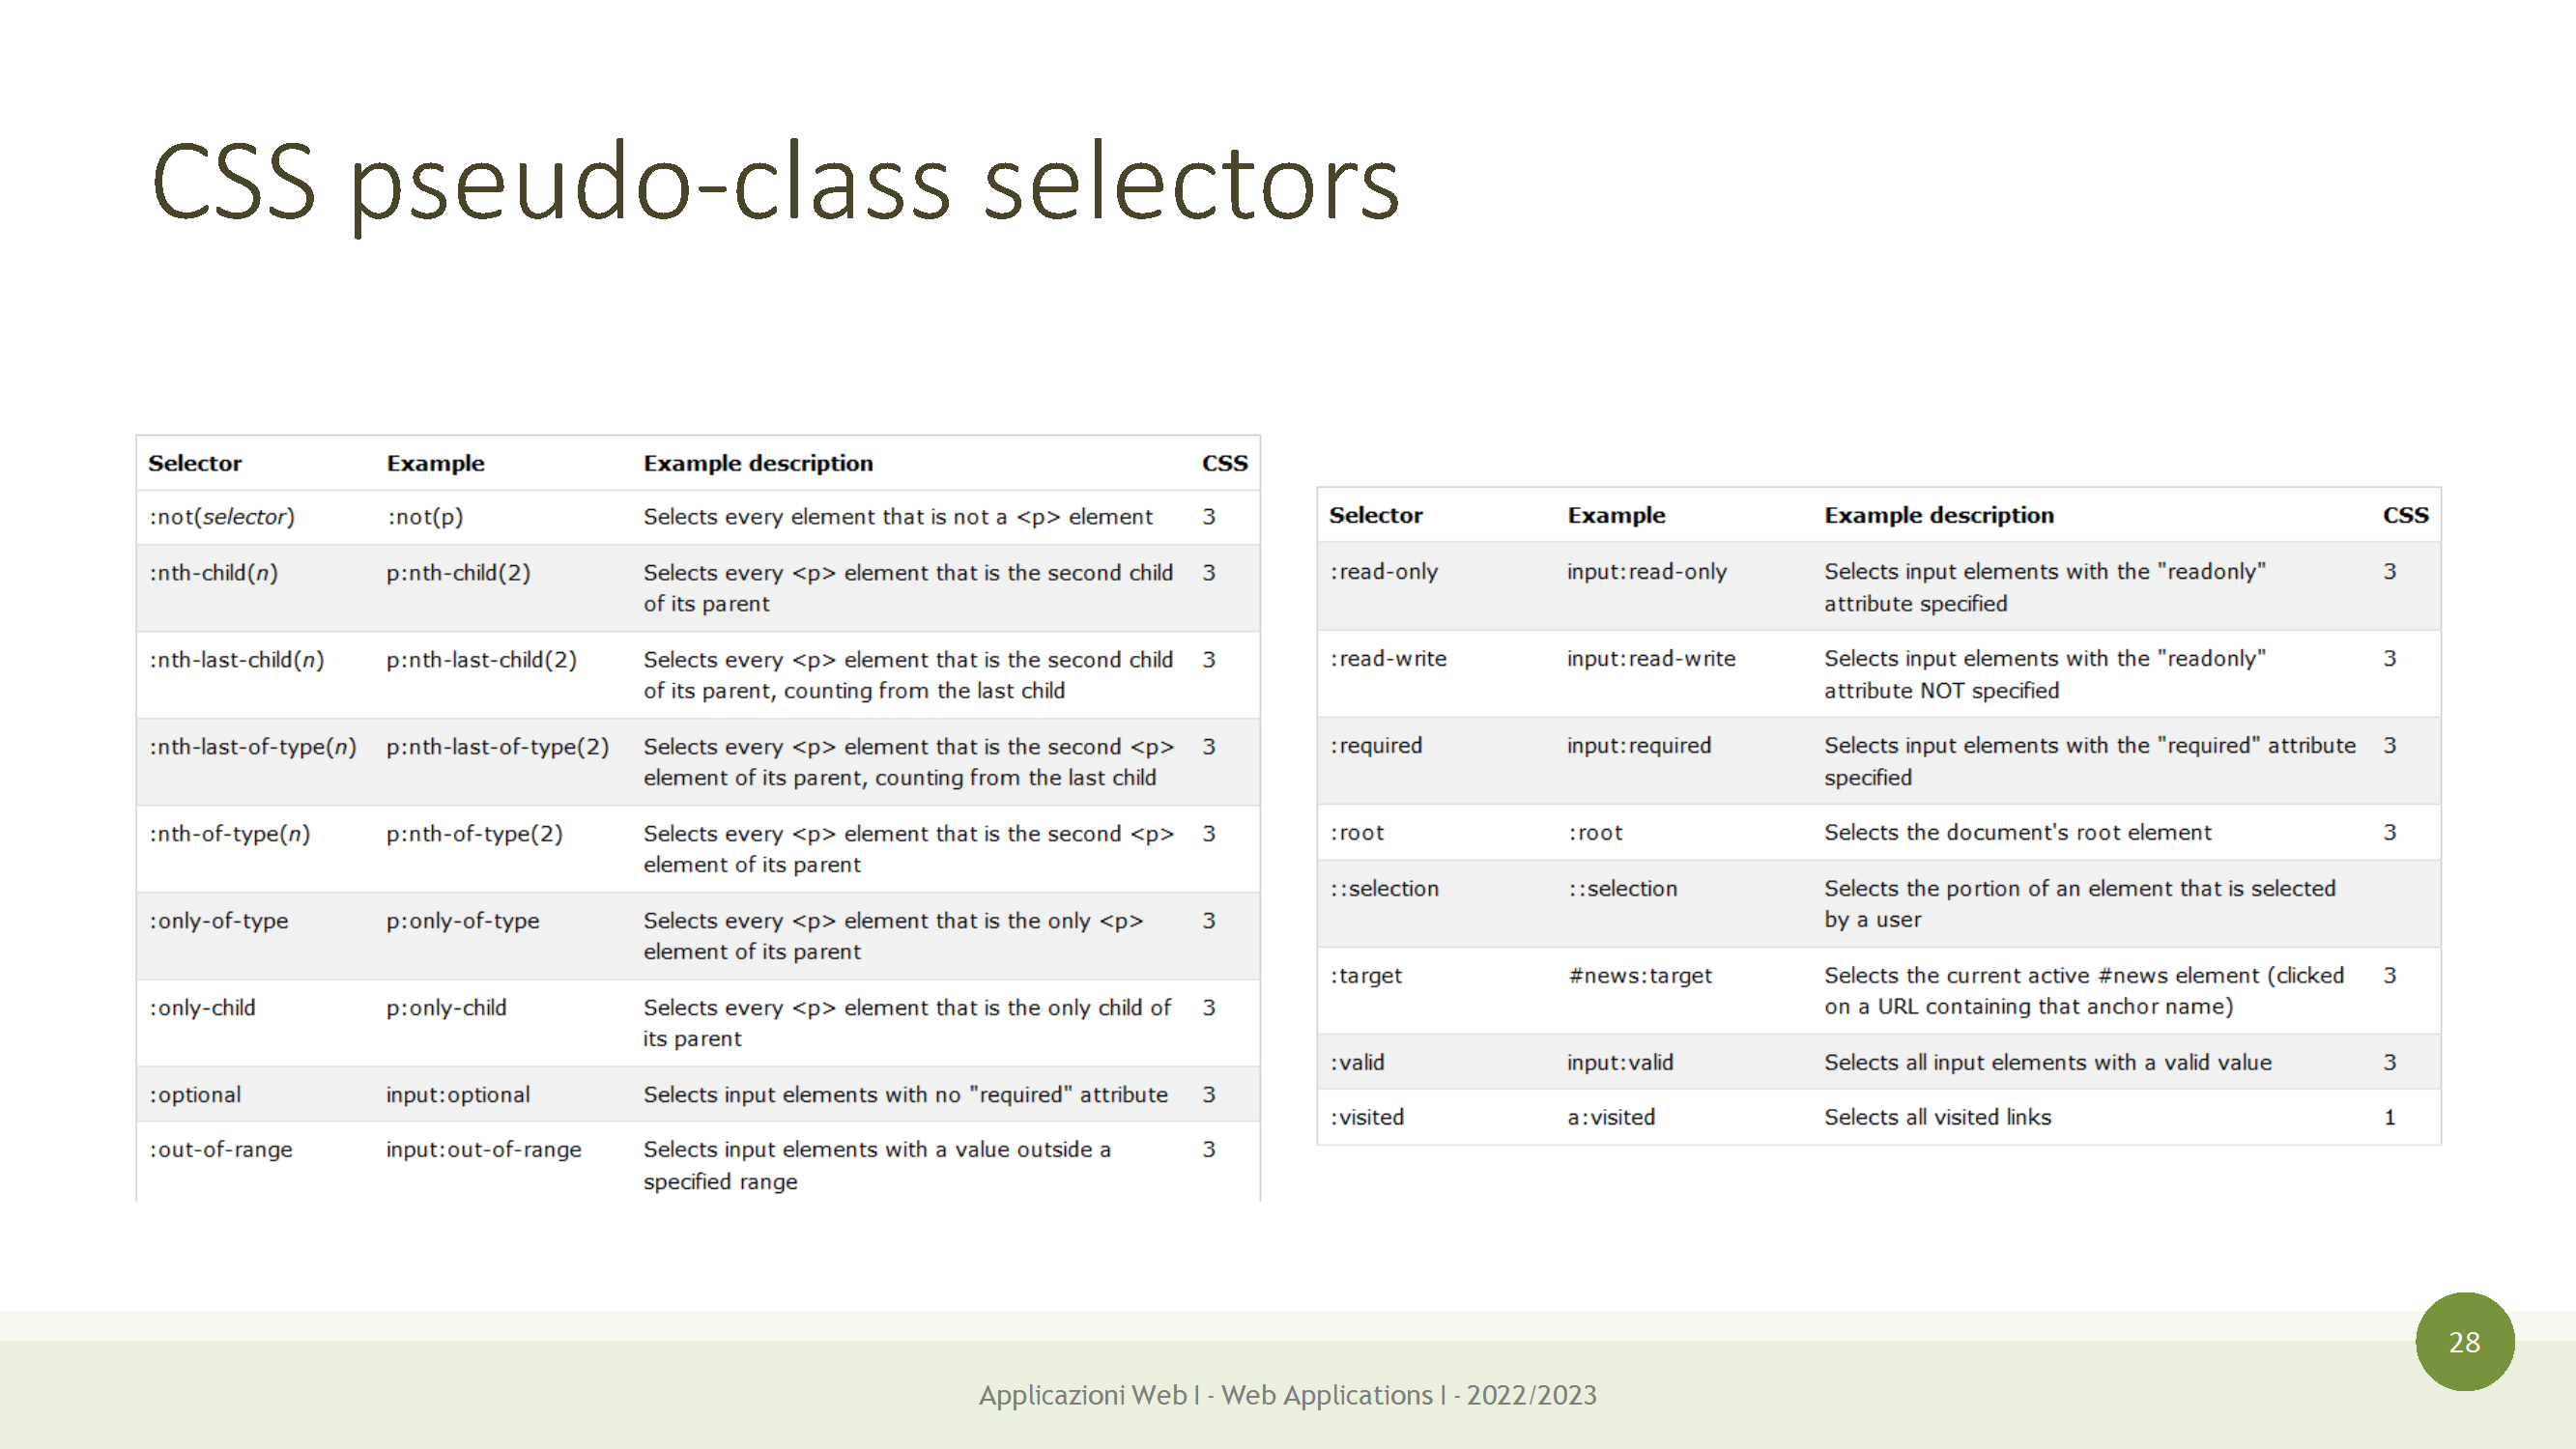 CSS pseudo-class selectors
Selector Example Example description CSS
:not(selector) :not(p) Selects every element that is not a <p> element 3
:nth-child(n) p:nth-child(2) Selects every <p> element that is the second child 3
of its parent
:nth-last-child(n) p:nth-last-child(2) Selects every <p> element that is the second child 3
of its parent, counting from the last child
:nth-last-of-type(n) p:nth-last-of-type(2) Selects every <p> element that is the second <p> 3
element of its parent, counting from the last child
:nth-of-type(n) p:nth-of-type(2) Selects every <p> element that is the second <p> 3
element of its parent
:only-of-type p:only-of-type Selects every <p> element that is the only <p> 3
element of its parent
:only-child p:only-child Selects every <p> element that is the only child of 3
its parent
:optional input:optional Selects input elements with no "required" attribute 3
:out-of-range input:out-of-range Selects input elements with a value outside a 3
specified range
Selector Example Example description CSS
:read-only input:read-only Selects input elements with the "readonly" 3
attribute specified
:read-write input:read-write Selects input elements with the "readonly" 3
attribute NOT specified
:required input:required Selects input elements with the "required" attribute 3
specified
:root :root Selects the document's root element 3
::selection ::selection Selects the portion of an element that is selected
by a user
:target #news:target Selects the current active #news element (clicked 3
on a URL containing that anchor name)
:valid input:valid Selects all input elements with a valid value 3
:visited a:visited Selects all visited links 1
28
Applicazioni Web I - Web Applications I - 2022/2023